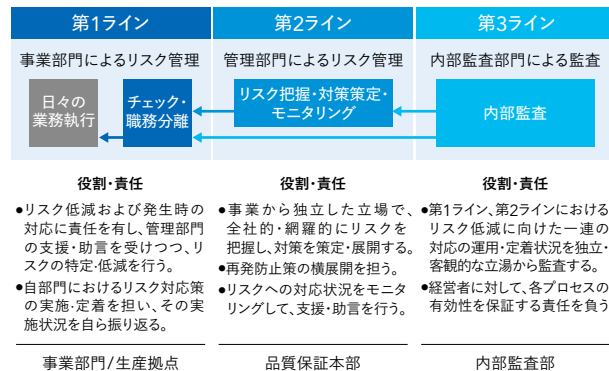 第1ライン
事業部門によるリスク管理
日々の
業務執行
チェック・
職務分離
第2ライン
管理部門によるリスク管理
リスク把握・対策策定・
モニタリング
第3ライン
内部監査部門による監査
内部監査
役割・責任
●リスク低減および発生時の
対応に責任を有し、管理部門
の支援・助言を受けつつ、リ
スクの特定・低減を行う。
●自部門におけるリスク対応策
の実施・定着を担い、その実
施状況を自ら振り返る。
事業部門/生産拠点
役割・責任
●事業から独立した立場で、
全社的・網羅的にリスクを
把握し、対策を策定・展開する。
●再発防止策の横展開を担う。
●リスクへの対応状況をモニタ
リングして、支援・助言を行う。
品質保証本部
役割・責任
●第1ライン、第2ラインにおける
リスク低減に向けた一連の
対応の運用・定着状況を独立・
客観的な立湯から監査する。
●経営者に対して、各プロセスの
有効性を保証する責任を負う
内部監査部